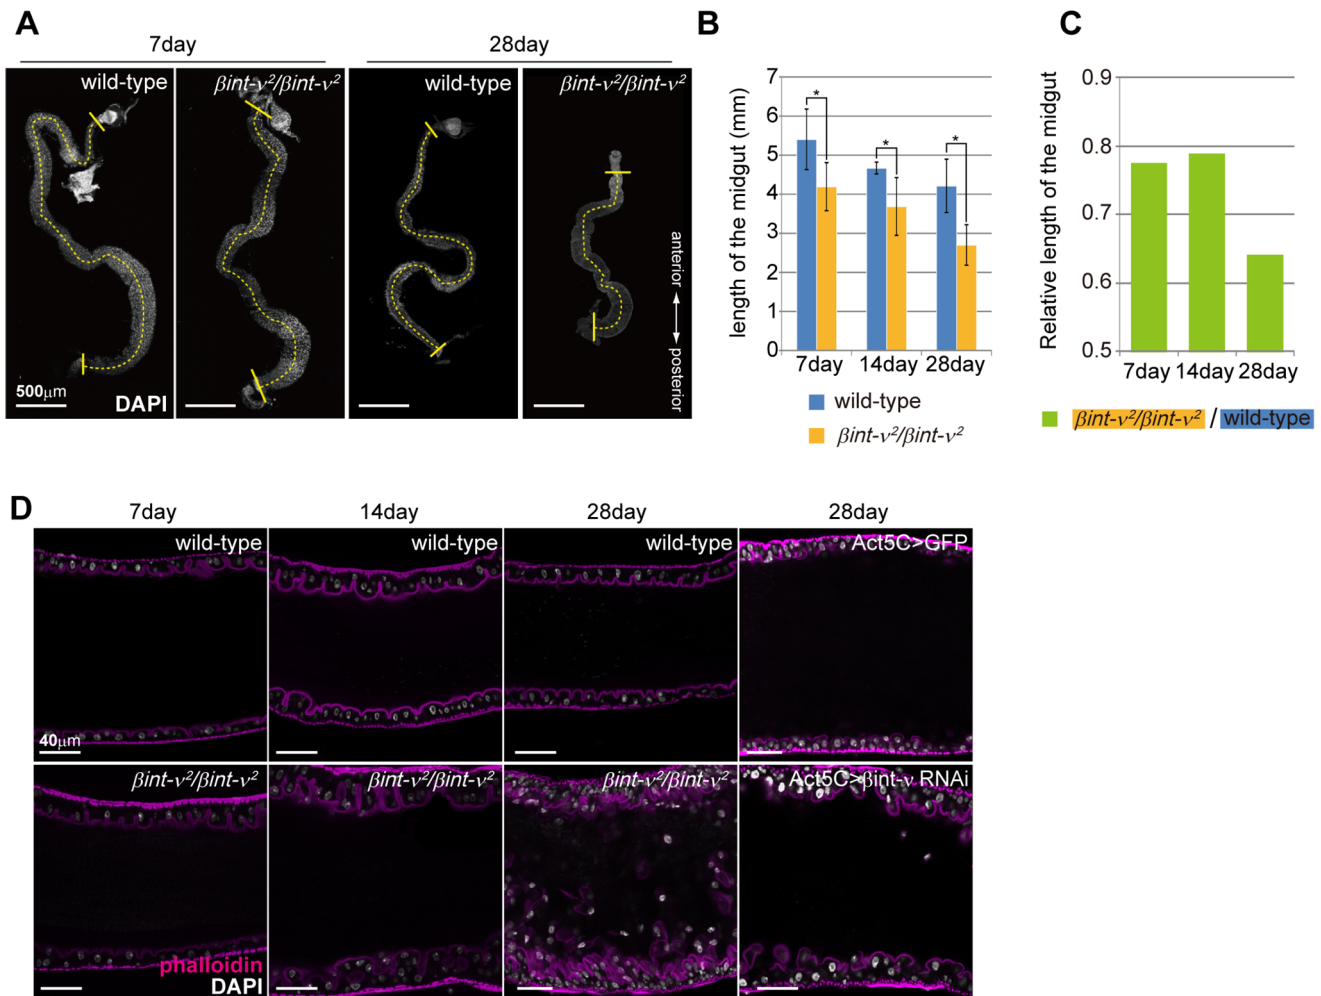 A
7day
28day
wild-type
βint-ν²/βint-ν²
wild-type
βint-ν²/βint-ν²
anterior
posterior
500μm
DAPI
B
length of the midgut (mm)
7
6
5
4
3
2
1
0
*
*
*
7day 14day 28day
wild-type
βint-ν²/βint-ν²
C
Relative length of the midgut
0.9
0.8
0.7
0.6
0.5
7day 14day 28day
βint-ν²/βint-ν² / wild-type
D
7day
14day
28day
28day
wild-type
wild-type
wild-type
Act5C>GFP
40μm
βint-ν²/βint-ν²
βint-ν²/βint-ν²
βint-ν²/βint-ν²
Act5C>βint-ν RNAi
phalloidin
DAPI